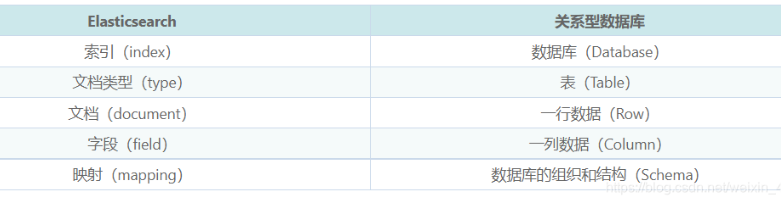 Elasticsearch 关系型数据库
索引（index） 数据库（Database）
文档类型（type） 表（Table）
文档（document） 一行数据（Row）
字段（field） 一列数据（Column）
映射（mapping） 数据库的组织和结构（Schema）
https://blog.csdn.net/weixin_4